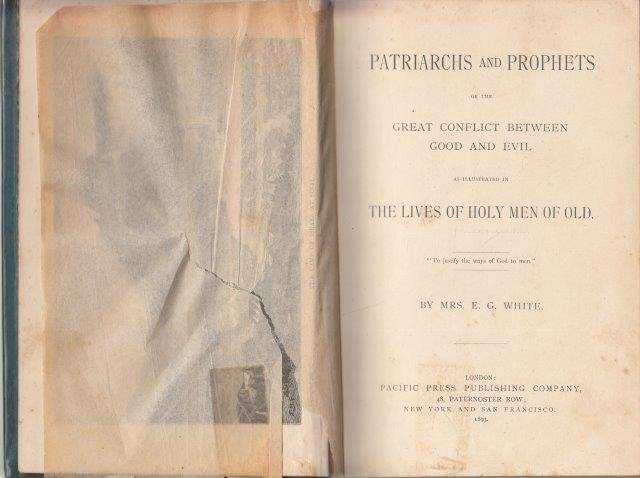 PATRIARCHS AND PROPHETS
OR THE
GREAT CONFLICT BETWEEN
GOOD AND EVIL
AS ILLUSTRATED IN
THE LIVES OF HOLY MEN OF OLD.
"To justify the ways of God to men."
BY MRS. E. G. WHITE.
LONDON:
PACIFIC PRESS PUBLISHING COMPANY,
48, PATERNOSTER ROW;
NEW YORK AND SAN FRANCISCO.